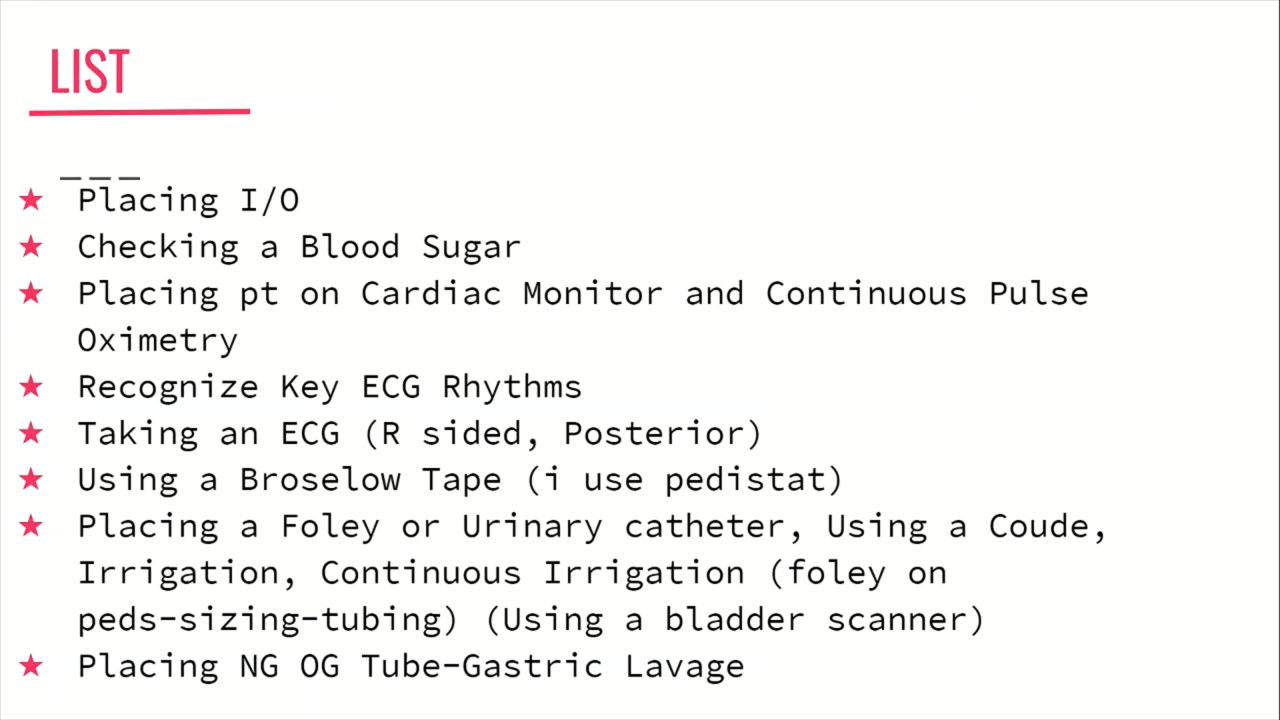 LIST
___
★ Placing I/O
★ Checking a Blood Sugar
★ Placing pt on Cardiac Monitor and Continuous Pulse
Oximetry
★ Recognize Key ECG Rhythms
★ Taking an ECG (R sided, Posterior)
★ Using a Broselow Tape (i use pedistat)
★ Placing a Foley or Urinary catheter, Using a Coude,
Irrigation, Continuous Irrigation (foley on
peds-sizing-tubing) (Using a bladder scanner)
★ Placing NG OG Tube-Gastric Lavage